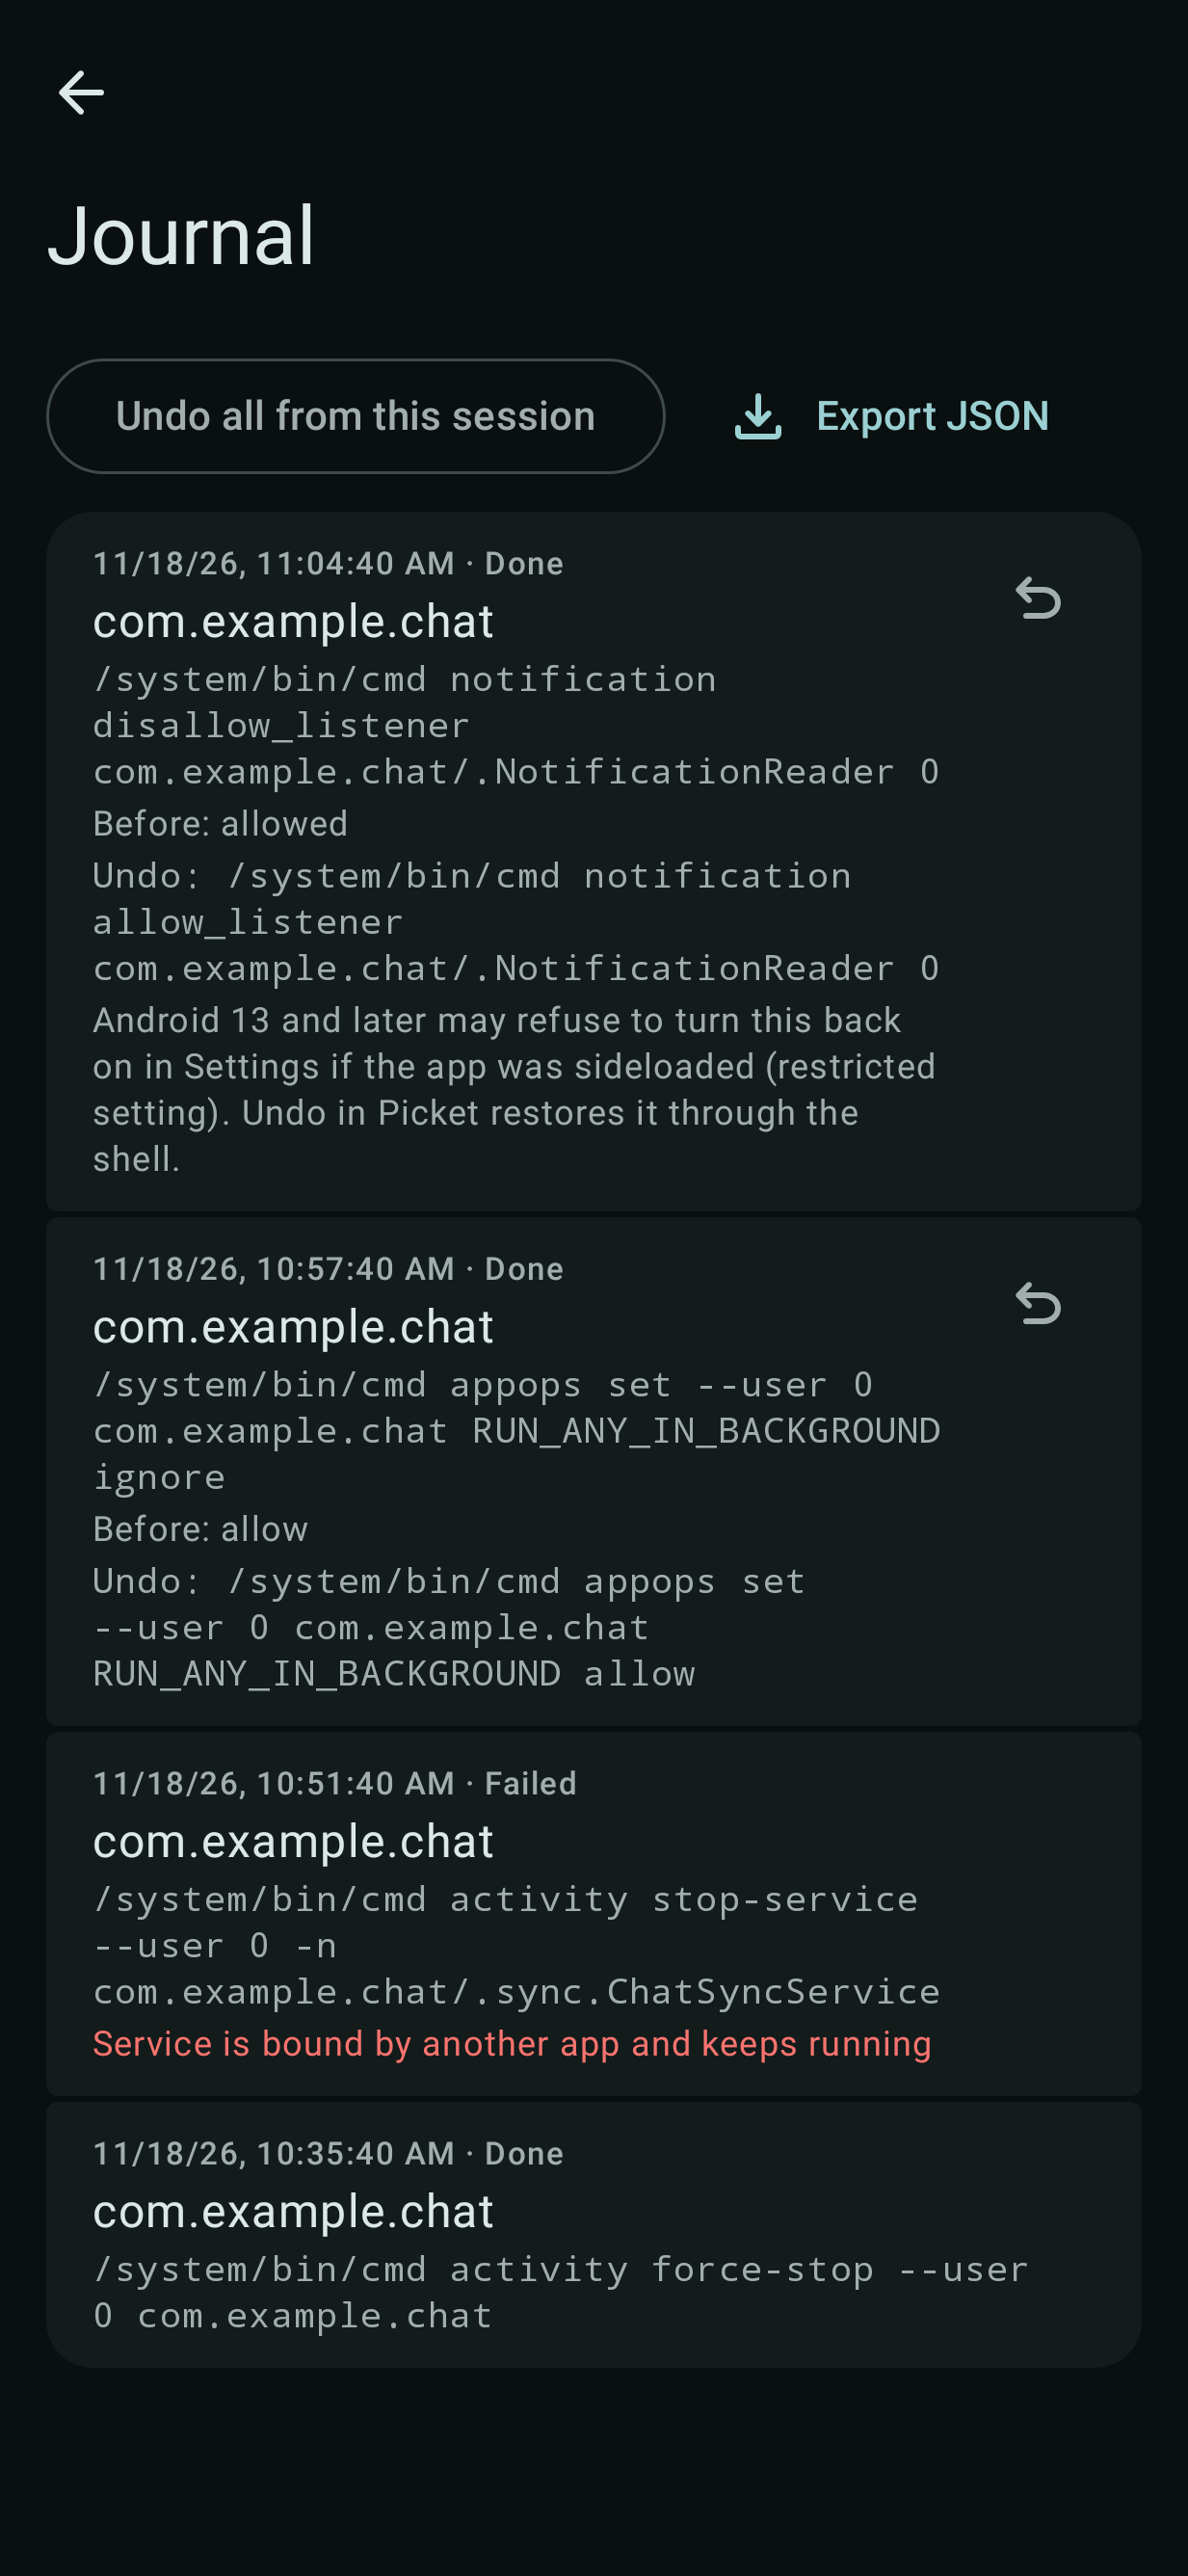 Journal
Undo all from this session
Export JSON
11/18/26, 11:04:40 AM · Done
com.example.chat
/system/bin/cmd notification
disallow_listener
com.example.chat/.NotificationReader 0
Before: allowed
Undo: /system/bin/cmd notification
allow_listener
com.example.chat/.NotificationReader 0
Android 13 and later may refuse to turn this back
on in Settings if the app was sideloaded (restricted
setting). Undo in Picket restores it through the
shell.
11/18/26, 10:57:40 AM · Done
com.example.chat
/system/bin/cmd appops set --user 0
com.example.chat RUN_ANY_IN_BACKGROUND
ignore
Before: allow
Undo: /system/bin/cmd appops set
--user 0 com.example.chat
RUN_ANY_IN_BACKGROUND allow
11/18/26, 10:51:40 AM · Failed
com.example.chat
/system/bin/cmd activity stop-service
--user 0 -n
com.example.chat/.sync.ChatSyncService
Service is bound by another app and keeps running
11/18/26, 10:35:40 AM · Done
com.example.chat
/system/bin/cmd activity force-stop --user
0 com.example.chat